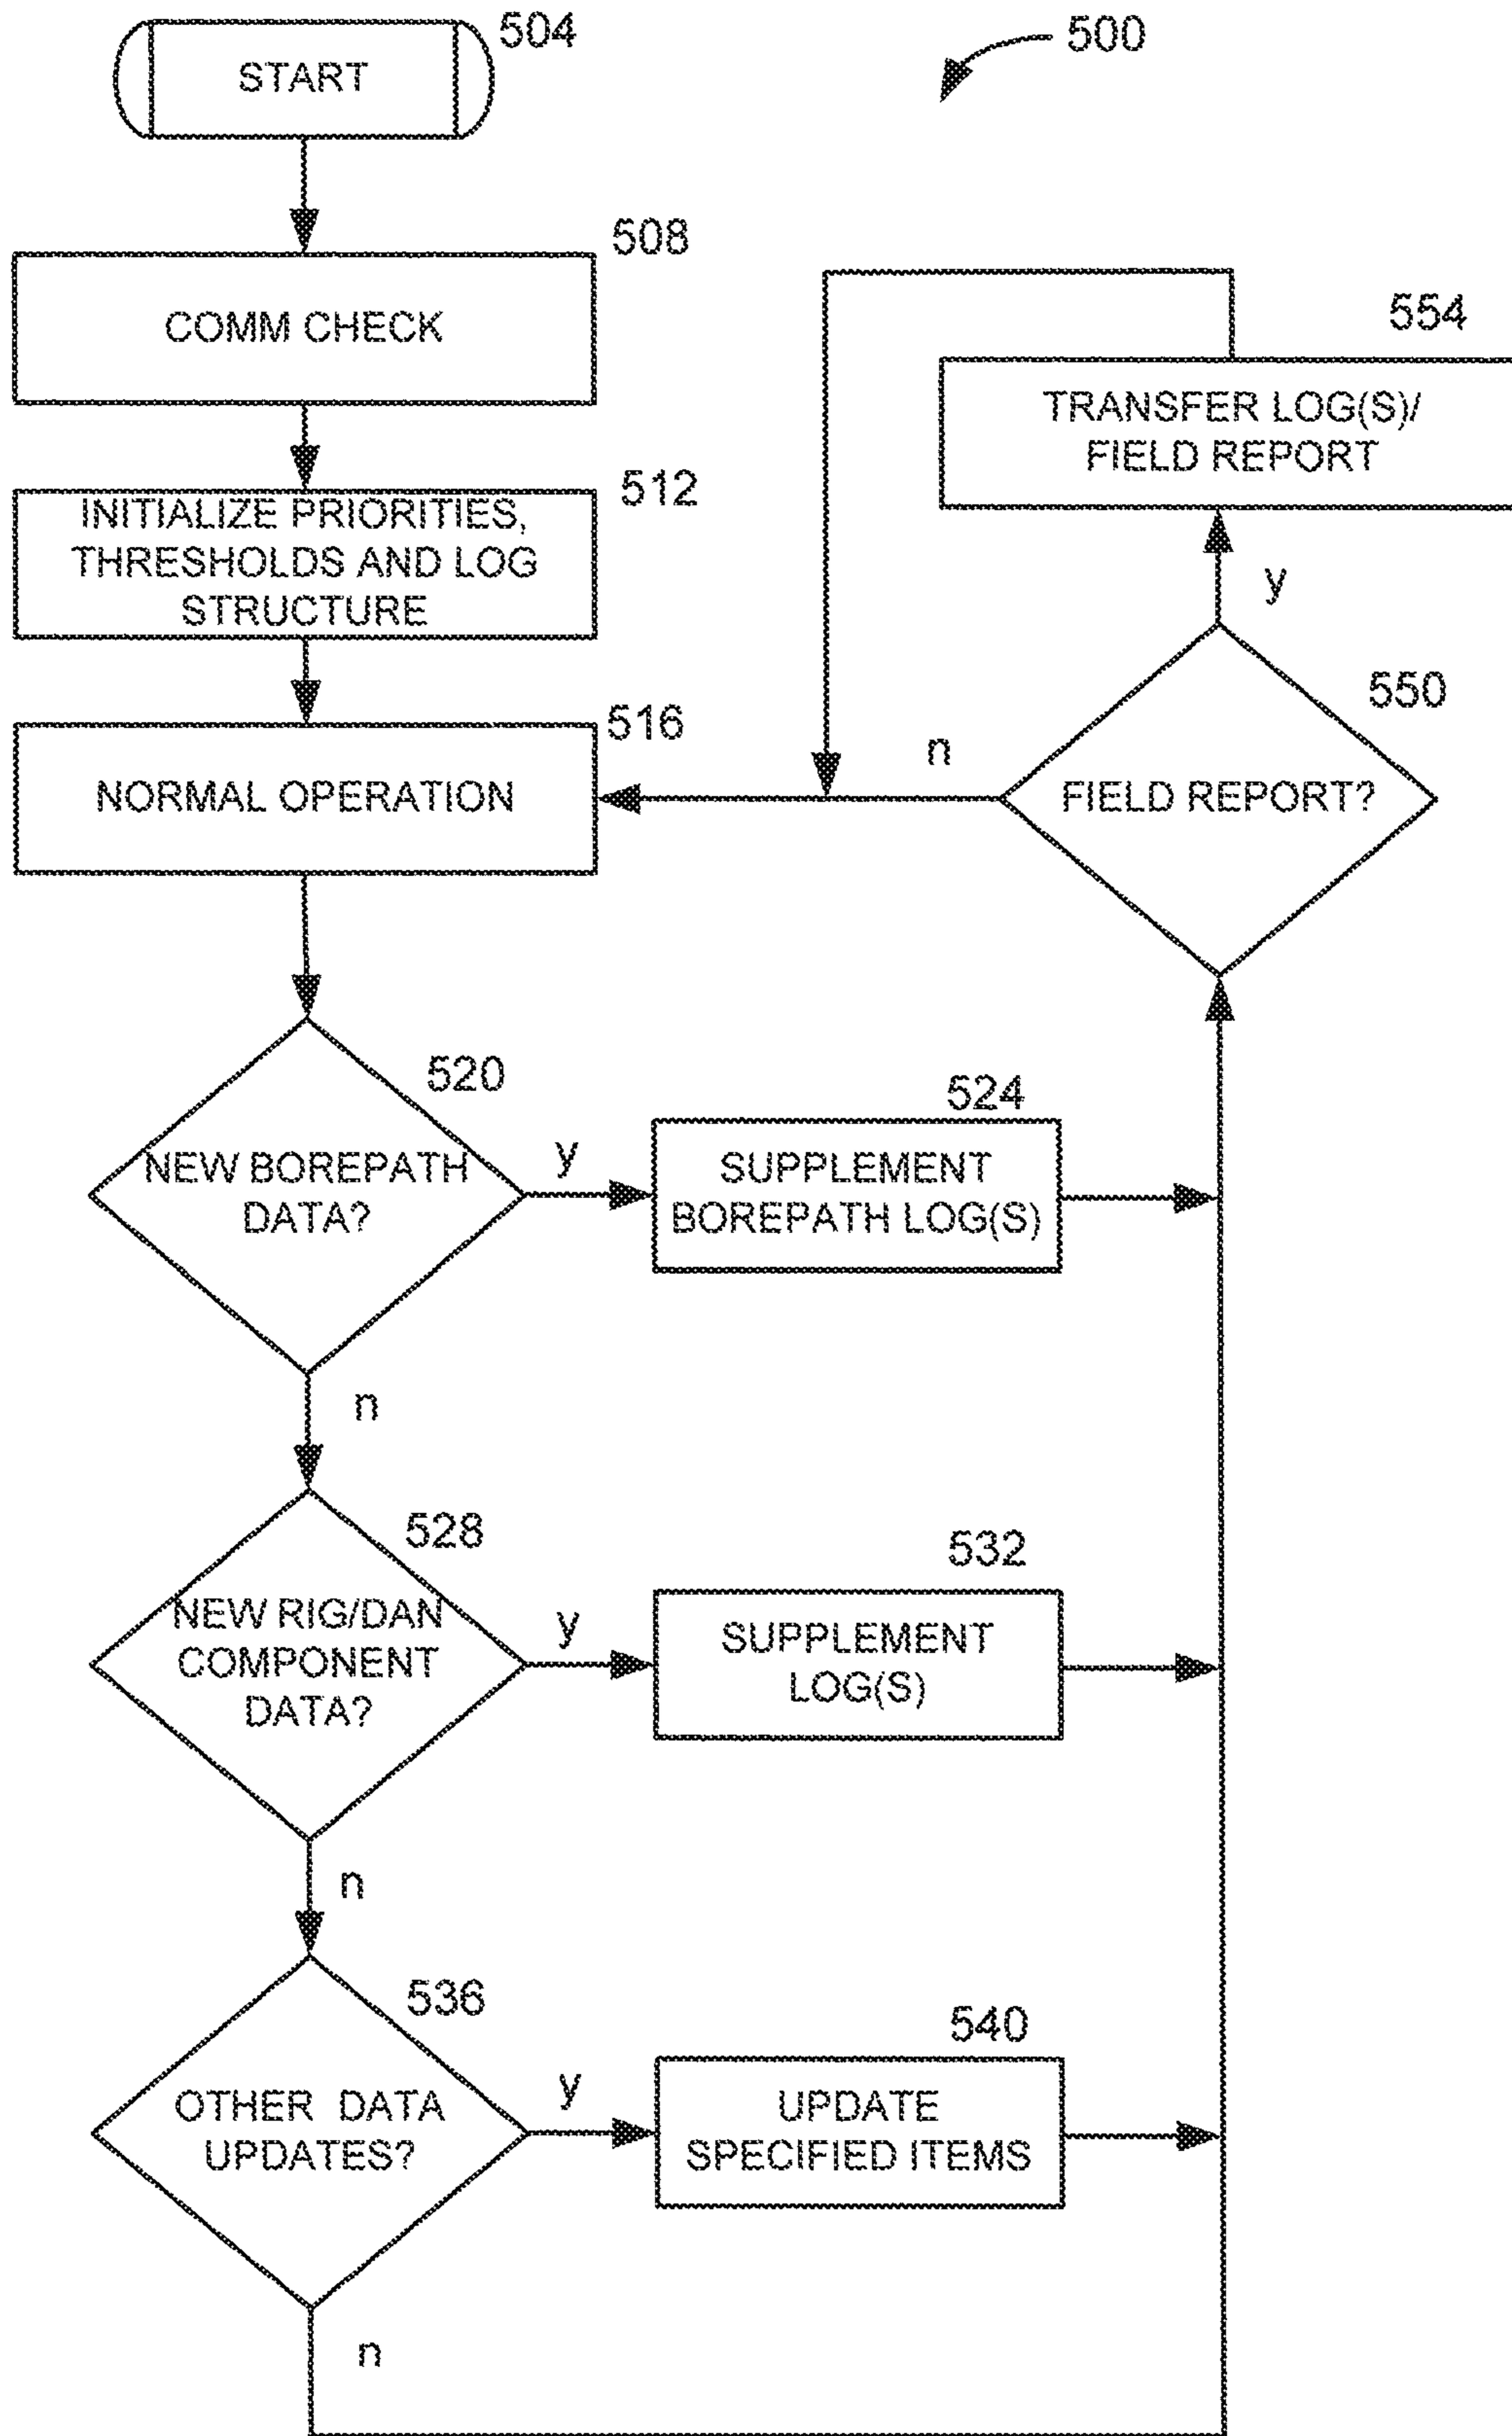 504
START
500
508
COMM CHECK
554
TRANSFER LOG(S)/
FIELD REPORT
512
INITIALIZE PRIORITIES,
THRESHOLDS AND LOG
STRUCTURE
y
550
516
n
NORMAL OPERATION
FIELD REPORT?
520
524
NEW BOREPATH
DATA?
y
SUPPLEMENT
BOREPATH LOG(S)
n
528
532
NEW RIG/DAN
COMPONENT
DATA?
y
SUPPLEMENT
LOG(S)
n
536
540
OTHER DATA
UPDATES?
y
UPDATE
SPECIFIED ITEMS
n